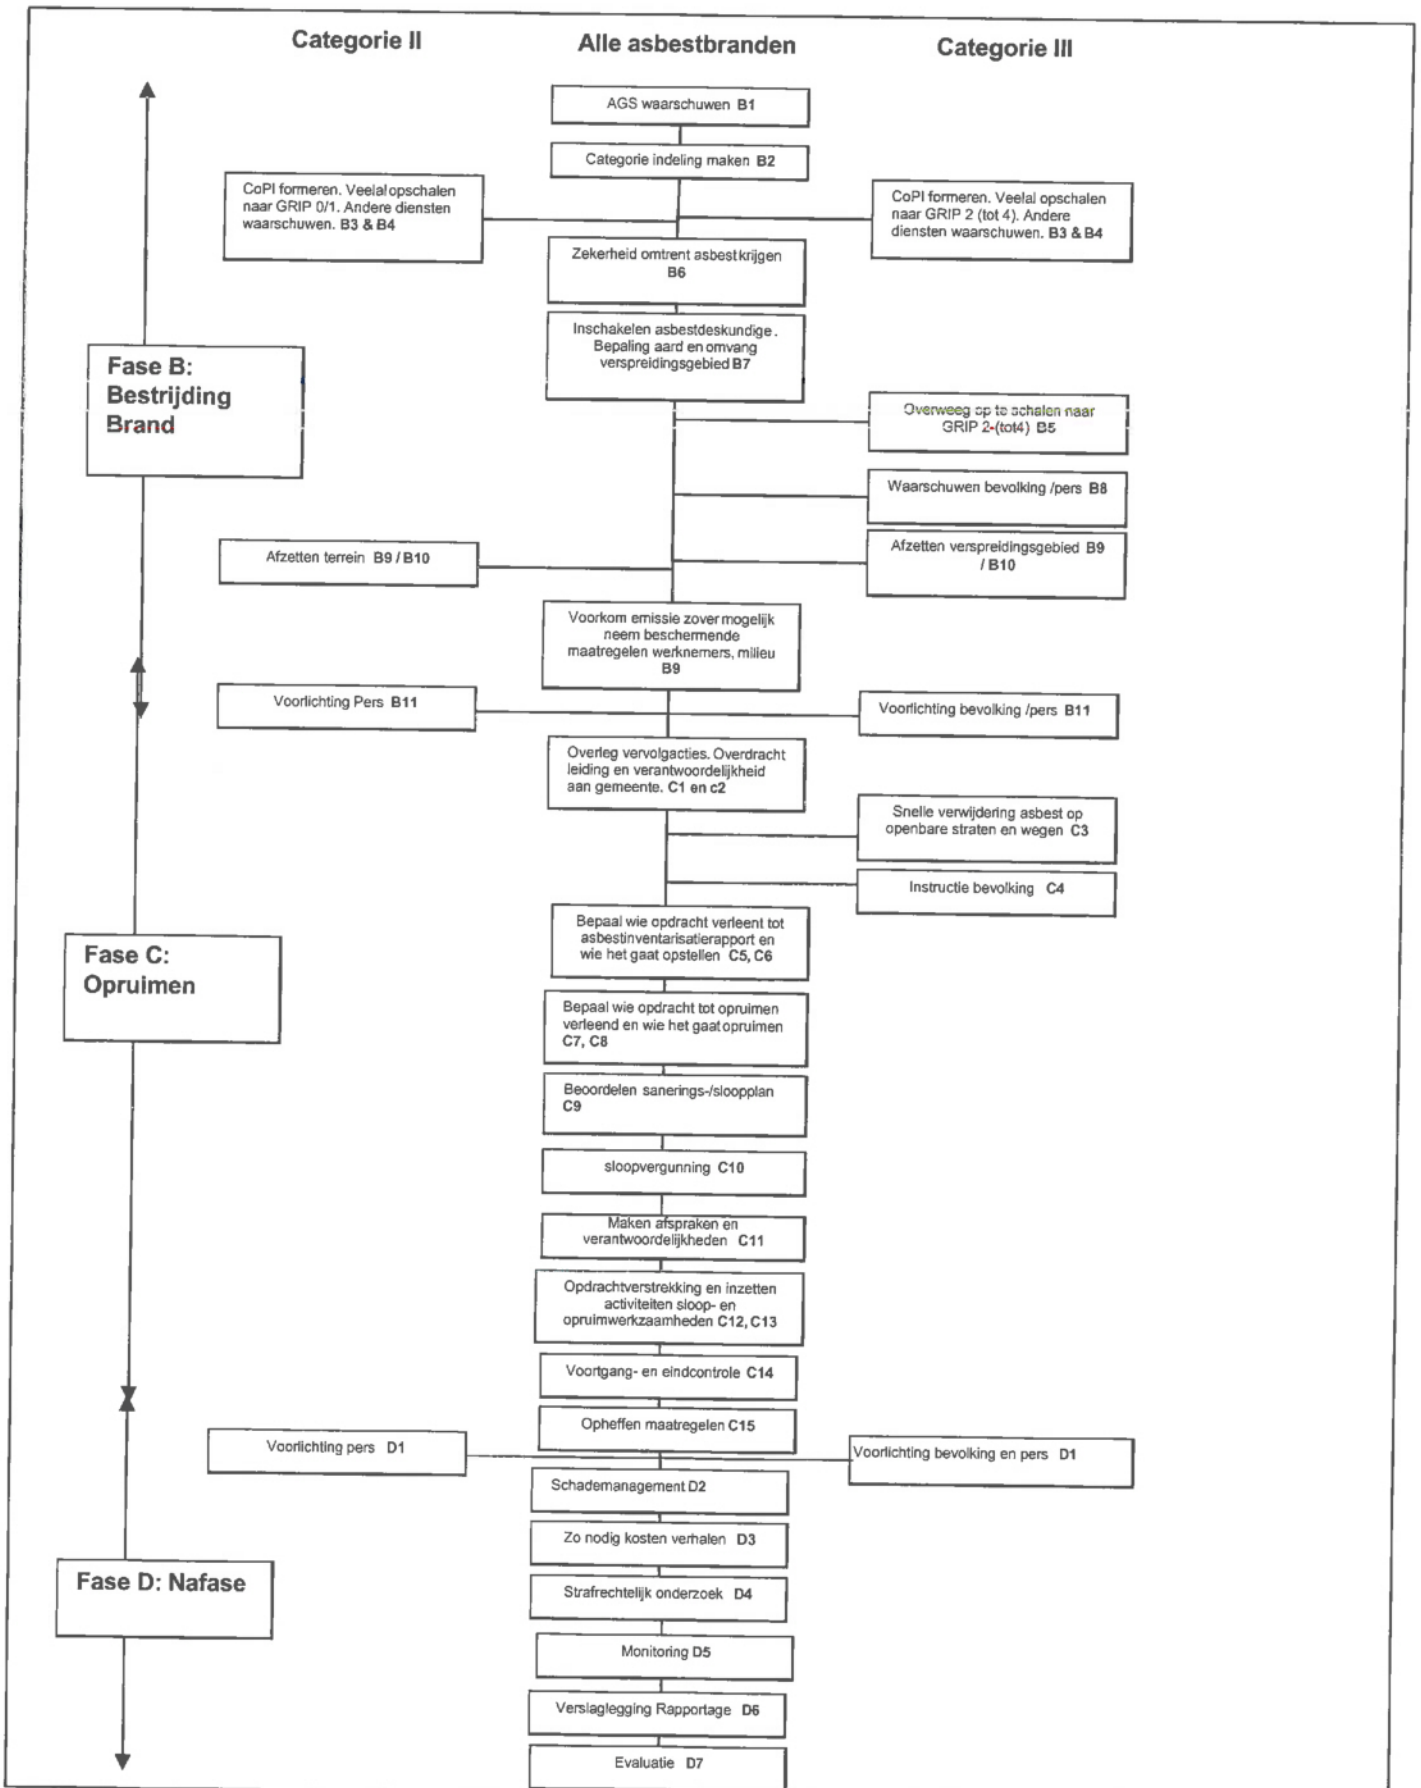 Categorie II
Alle asbestbranden
Categorie III
AGS waarschuwen B1
Categorie indeling maken B2
CoPI formeren. Veelal opschalen
naar GRIP 0/1. Andere diensten
waarschuwen. B3 & B4
CoPI formeren. Veelal opschalen
naar GRIP 2 (tot 4). Andere
diensten waarschuwen. B3 & B4
Zekerheid omtrent asbest krijgen
B6
Inschakelen asbestdeskundige.
Bepaling aard en omvang
verspreidingsgebied B7
Fase B:
Bestrijding
Brand
Overweeg op te schalen naar
GRIP 2-(tot4) B5
Waarschuwen bevolking /pers B8
Afzetten terrein B9 / B10
Afzetten verspreidingsgebied B9
/ B10
Voorkom emissie zover mogelijk
neem beschermende
maatregelen werknemers, milieu
B9
Voorlichting Pers B11
Voorlichting bevolking /pers B11
Overleg vervolgacties. Overdracht
leiding en verantwoordelijkheid
aan gemeente. C1 en c2
Snelle verwijdering asbest op
openbare straten en wegen C3
Instructie bevolking C4
Bepaal wie opdracht verleent tot
asbestinventarisatierapport en
wie het gaat opstellen C5, C6
Fase C:
Opruimen
Bepaal wie opdracht tot opruimen
verleend en wie het gaat opruimen
C7, C8
Beoordelen sanerings-/sloopplan
C9
sloopvergunning C10
Maken afspraken en
verantwoordelijkheden C11
Opdrachtverstrekking en inzetten
activiteiten sloop- en
opruimwerkzaamheden C12, C13
Voortgang- en eindcontrole C14
Opheffen maatregelen C15
Voorlichting pers D1
Voorlichting bevolking en pers D1
Schademanagement D2
Zo nodig kosten verhalen D3
Fase D: Nafase
Strafrechtelijk onderzoek D4
Monitoring D5
Verslaglegging Rapportage D6
Evaluatie D7